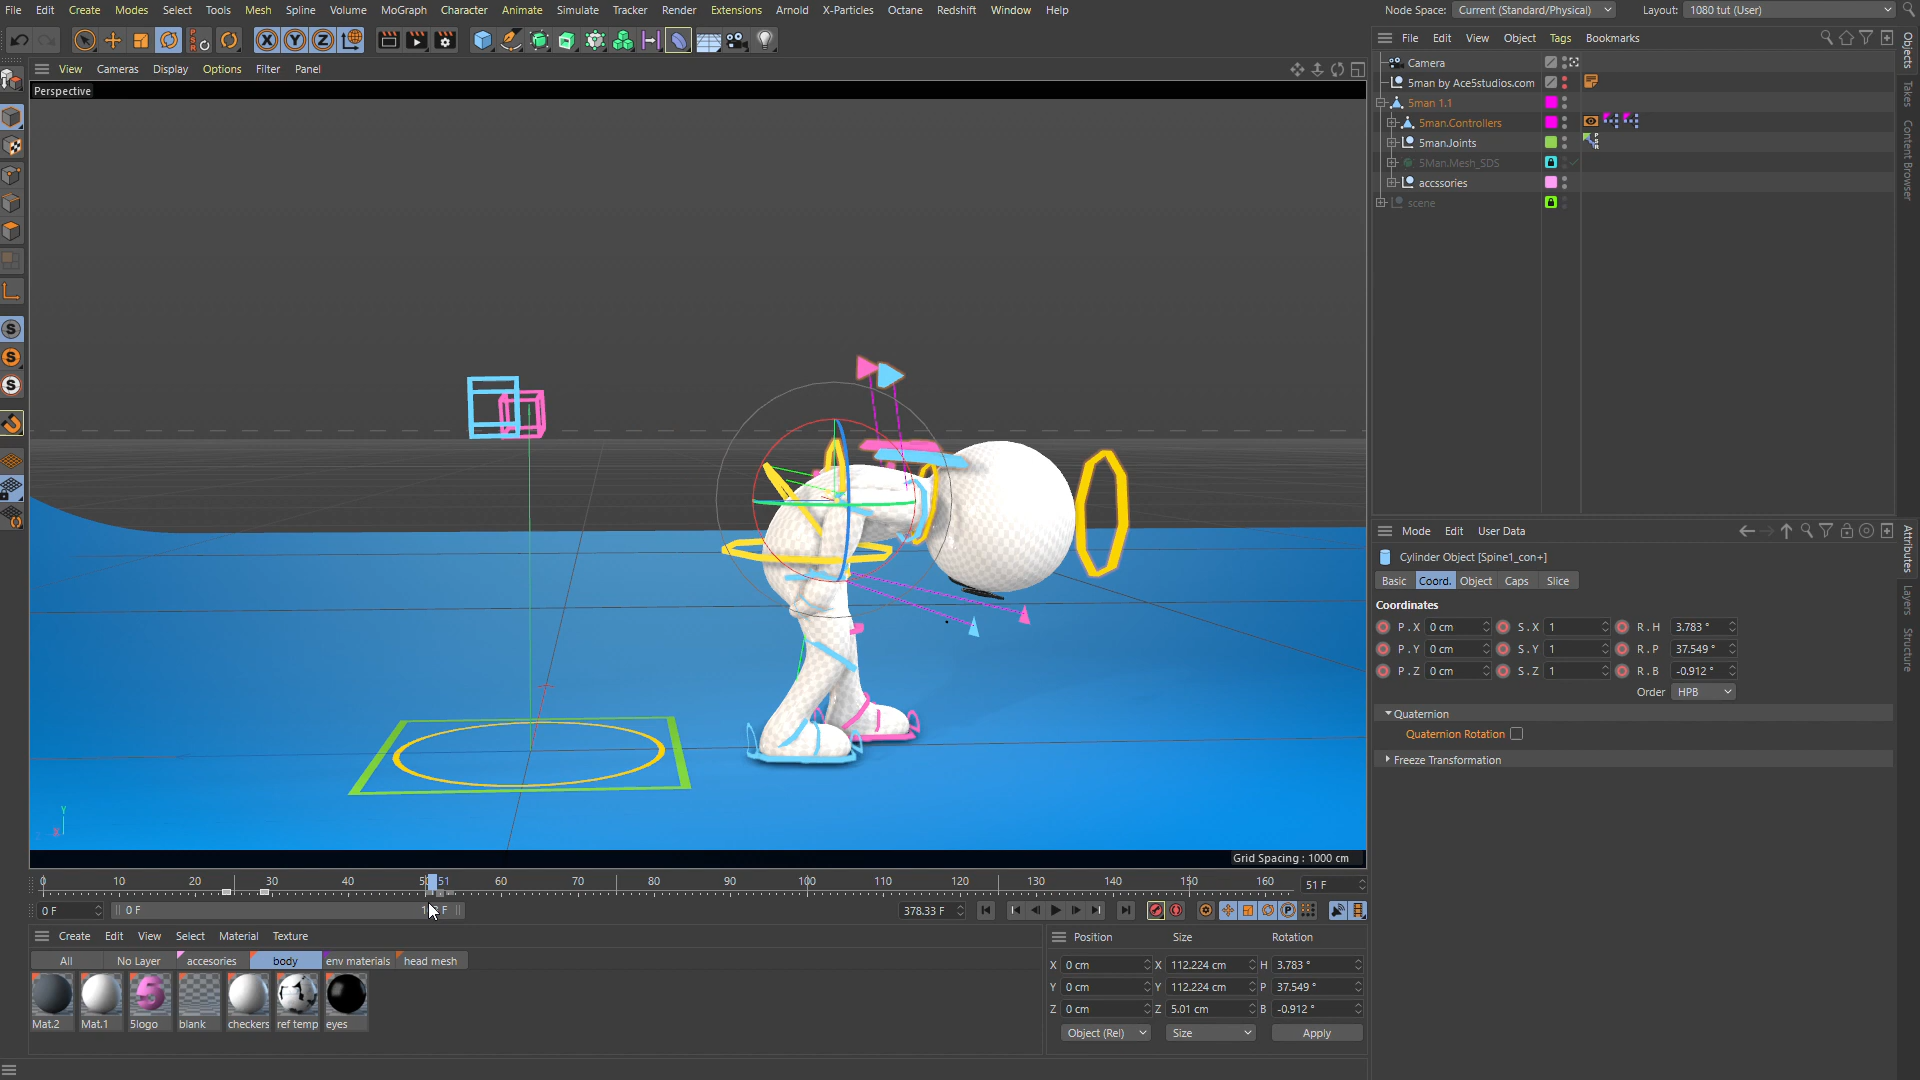 File Edit Create Modes Select Tools Mesh Spline Volume MoGraph Character Animate Simulate Tracker Render Extensions Arnold X-Particles Octane Redshift Window Help
Node Space: Current (Standard/Physical) Layout: 1080 tut (User)
File Edit View Object Tags Bookmarks
View Cameras Display Options Filter Panel
Perspective
Camera
5man by Ace5studios.com
5man 1.1
5man.Controllers
5man.Joints
5Man.Mesh_SDS
accssories
scene
Objects
Takes
Content Browser
Mode Edit User Data
Cylinder Object [Spine1_con+]
Basic Coord. Object Caps Slice
Coordinates
P . X 0 cm S . X 1 R . H 3.783 °
P . Y 0 cm S . Y 1 R . P 37.549 °
P . Z 0 cm S . Z 1 R . B -0.912 °
Order HPB
Quaternion
Quaternion Rotation
Freeze Transformation
Attributes
Layers
Structure
Y
X
Grid Spacing : 1000 cm
0 10 20 30 40 51 60 70 80 90 100 110 120 130 140 150 160 51 F
0 F 0 F 378.33 F
Create Edit View Select Material Texture
All No Layer accesories body env materials head mesh
Mat.2 Mat.1 5logo blank checkers ref temp eyes
Position Size Rotation
X 0 cm X 112.224 cm H 3.783 °
Y 0 cm Y 112.224 cm P 37.549 °
Z 0 cm Z 5.01 cm B -0.912 °
Object (Rel) Size Apply